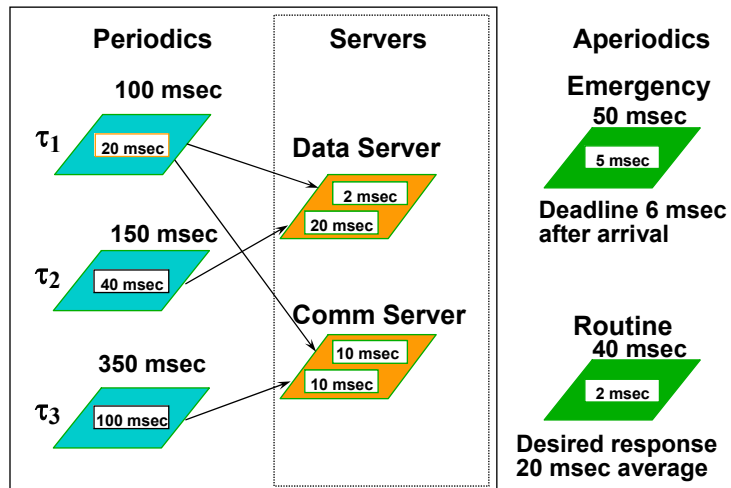 Periodics
Servers
Aperiodics
100 msec
τ1
20 msec
150 msec
τ2
40 msec
350 msec
τ3
100 msec
Data Server
2 msec
20 msec
Comm Server
10 msec
10 msec
Emergency
50 msec
5 msec
Deadline 6 msec
after arrival
Routine
40 msec
2 msec
Desired response
20 msec average